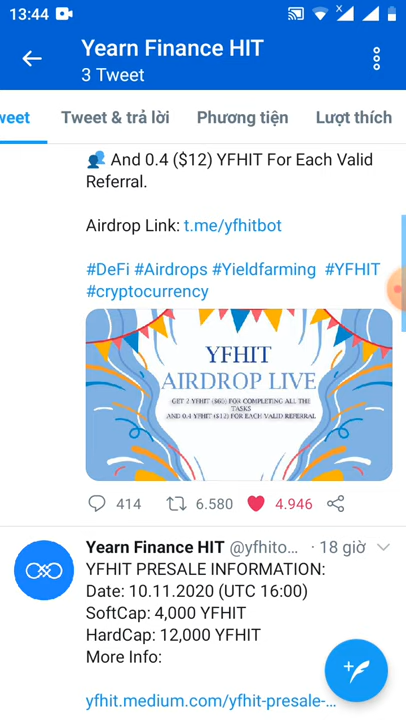 13:44
Yearn Finance HIT
3 Tweet
weet
Tweet & trả lời
Phương tiện
Lượt thích
And 0.4 ($12) YFHIT For Each Valid
Referral.
Airdrop Link: t.me/yfhitbot
#DeFi #Airdrops #Yieldfarming #YFHIT
#cryptocurrency
YFHIT
AIRDROP LIVE
GET 2 YFHIT ($60) FOR COMPLETING ALL THE
TASKS
AND 0.4 YFHIT ($12) FOR EACH VALID REFERRAL
414
6.580
4.946
Yearn Finance HIT @yfhito... · 18 giờ
YFHIT PRESALE INFORMATION:
Date: 10.11.2020 (UTC 16:00)
SoftCap: 4,000 YFHIT
HardCap: 12,000 YFHIT
More Info:
yfhit.medium.com/yfhit-presale-...